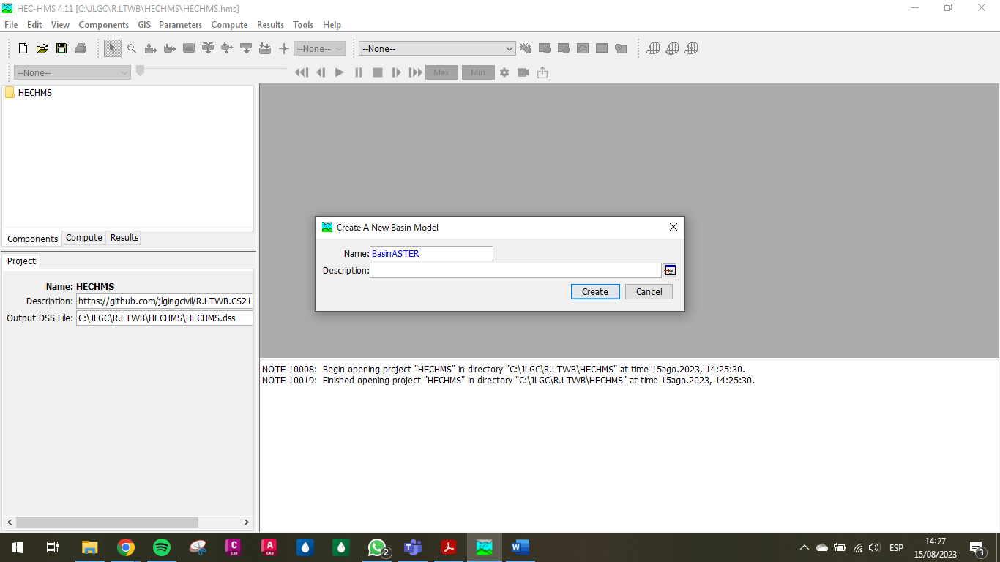 HEC-HMS 4.11 [C:\JLGC\R.LTWB\HECHMS\HECHMS.hms]
File Edit View Components GIS Parameters Compute Results Tools Help
--None-- --None--
--None-- Max Min
HECHMS
Components Compute Results
Project
Name: HECHMS
Description: https://github.com/jlgingcivil/R.LTWB.CS21
Output DSS File: C:\JLGC\R.LTWB\HECHMS\HECHMS.dss
Create A New Basin Model
Name: BasinASTER
Description:
Create Cancel
NOTE 10008: Begin opening project "HECHMS" in directory "C:\JLGC\R.LTWB\HECHMS" at time 15ago.2023, 14:25:30.
NOTE 10019: Finished opening project "HECHMS" in directory "C:\JLGC\R.LTWB\HECHMS" at time 15ago.2023, 14:25:30.
C C3D A CAD 2 W ESP 14:27
15/08/2023 3